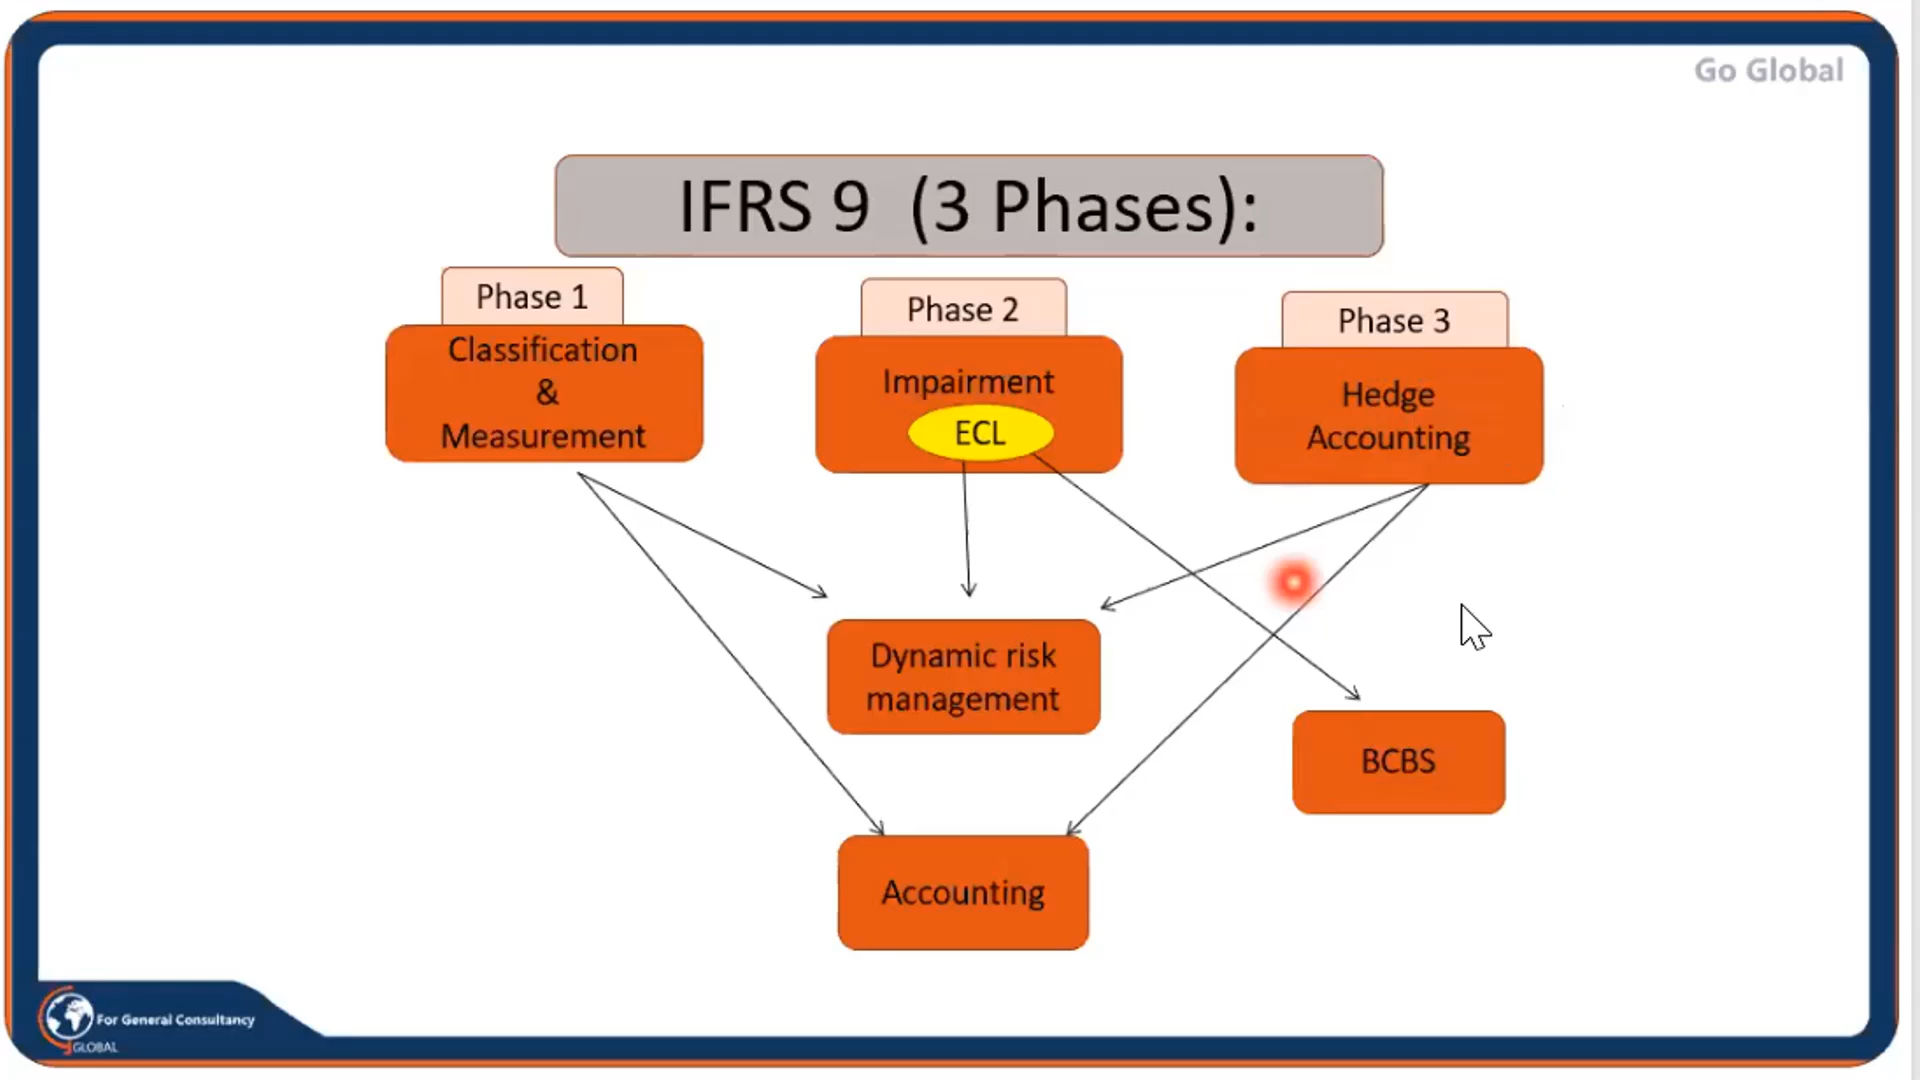 Go Global
IFRS 9 (3 Phases):
Phase 1
Classification
&
Measurement
Phase 2
Impairment
ECL
Phase 3
Hedge
Accounting
Dynamic risk
management
BCBS
Accounting
For General Consultancy
GLOBAL